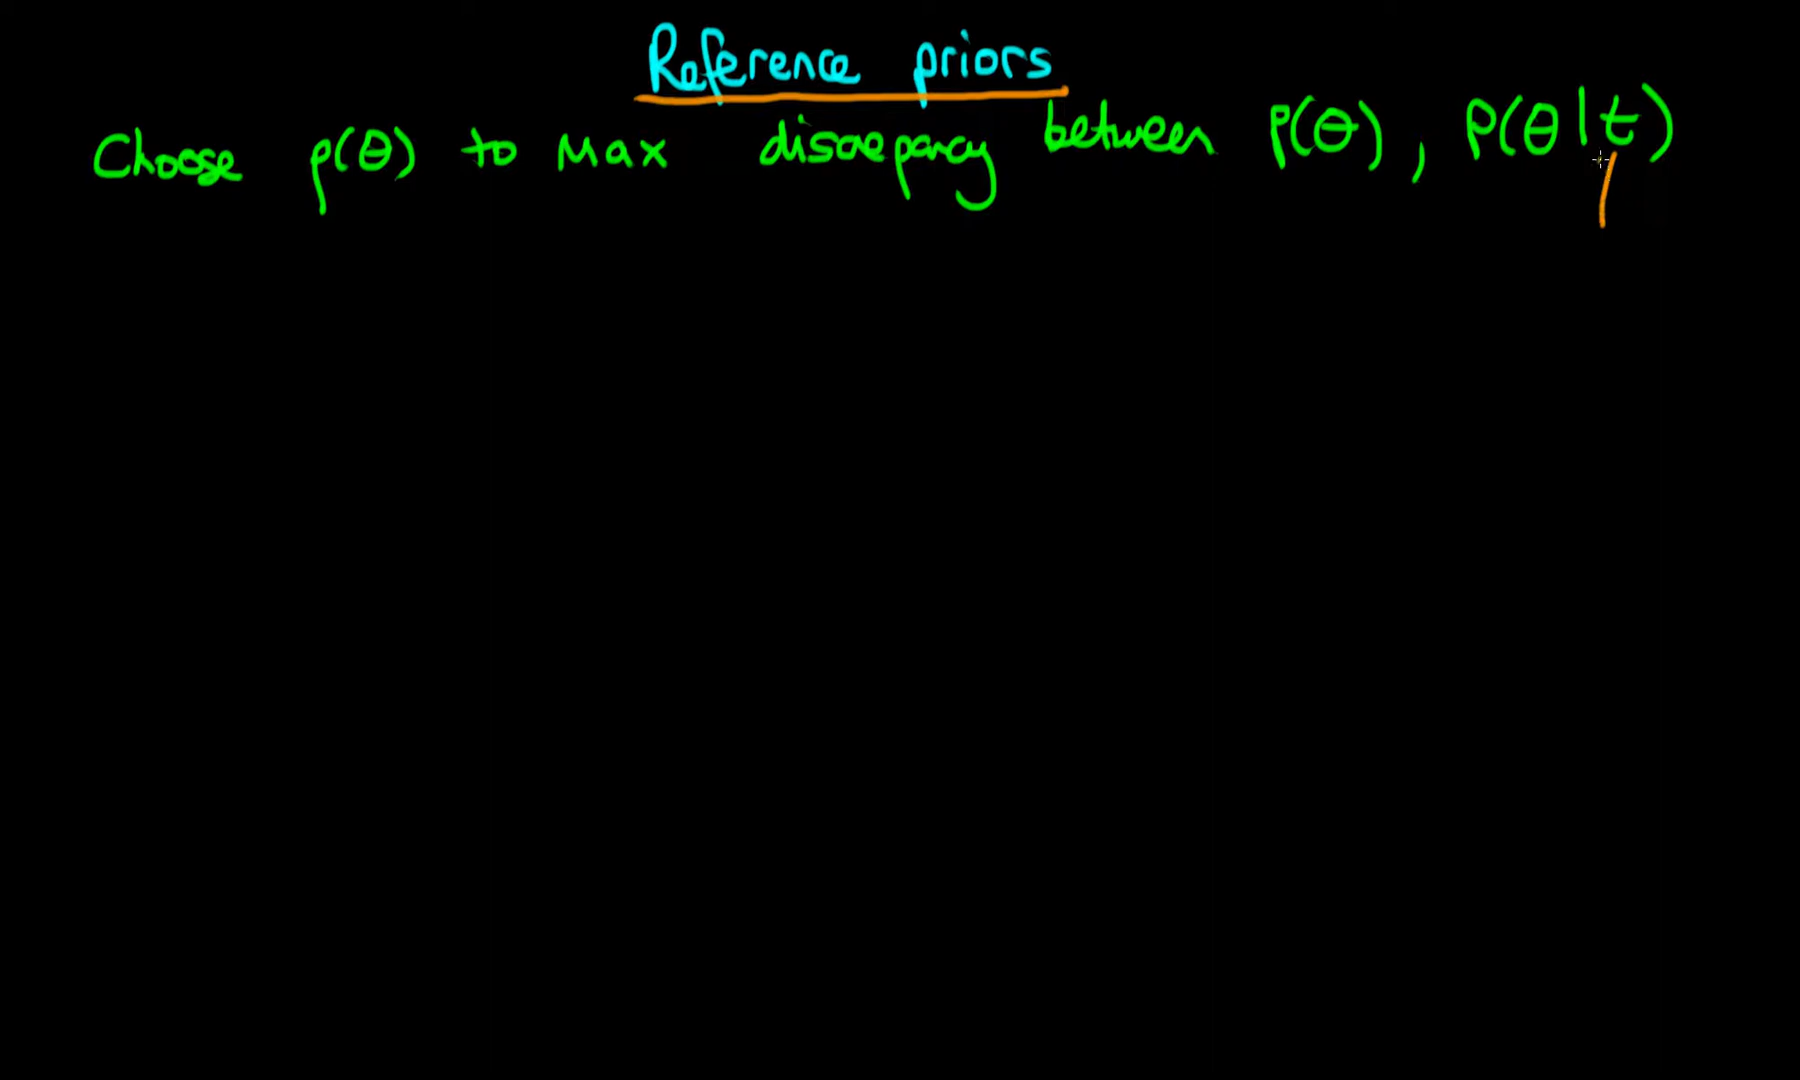 Reference priors
Choose p(θ) to Max discrepancy between P(θ), P(θ|t)